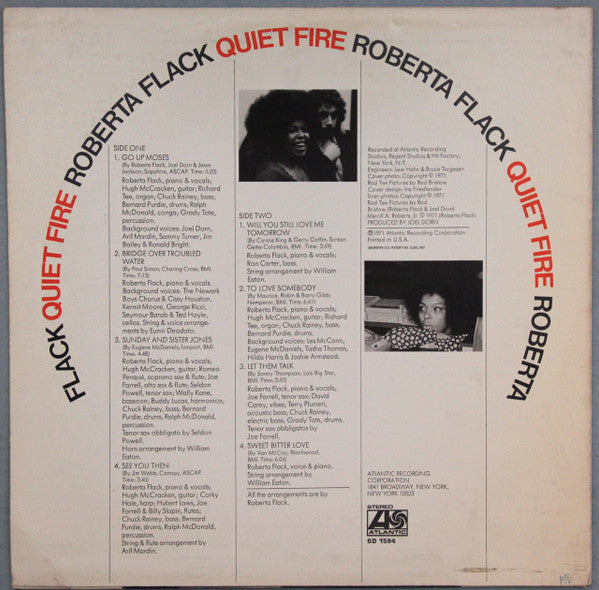 FLACK QUIET FIRE ROBERTA FLACK QUIET FIRE ROBERTA FLACK QUIET FIRE ROBERTA
SIDE ONE
1. GO UP MOSES
(By Roberta Flack, Joel Dorn & Jesse
Jackson; Sapphire, ASCAP. Time: 5:20)
Roberta Flack, piano & vocals;
Hugh McCracken, guitar; Richard
Tee, organ; Chuck Rainey, bass;
Bernard Purdie, drums, Ralph
McDonald, conga; Grady Tate,
percussion.
Background voices: Joel Dorn,
Arif Mardin, Sammy Turner, Jim
Bailey & Ronald Bright.
2. BRIDGE OVER TROUBLED
WATER
(By Paul Simon, Charing Cross, BMI.
Time: 7:13)
Roberta Flack, piano & vocals.
Background voices: The Newark
Boys Chorus & Cissy Houston.
Kermit Moore, George Ricci,
Seymour Barab & Ted Hoyle,
cellos. String & voice arrange-
ments by Eumir Deodato.
3. SUNDAY AND SISTER JONES
(By Eugene McDaniels, Lonport, BMI.
Time: 4:48)
Roberta Flack, piano & vocals;
Hugh McCracken, guitar; Romeo
Penque, soprano sax & flute; Joe
Farrell, alto sax & flute; Seldon
Powell, tenor sax; Wally Kane,
bassoon; Buddy Lucas, harmonica;
Chuck Rainey, bass; Bernard
Purdie, drums, Ralph McDonald,
percussion.
Tenor sax obbligato by Seldon
Powell.
Horn arrangement by William
Eaton.
4. SEE YOU THEN
(By Jim Webb; Canopy, ASCAP.
Time: 3:40)
Roberta Flack, piano & vocals;
Hugh McCracken, guitar; Corky
Hale, harp; Hubert Laws, Joe
Farrell & Billy Slapin, flutes;
Chuck Rainey, bass; Bernard
Purdie, drums; Ralph McDonald,
percussion.
String & flute arrangement by
Arif Mardin.
SIDE TWO
1. WILL YOU STILL LOVE ME
TOMORROW
(By Carole King & Gerry Goffin, Screen
Gems-Columbia, BMI. Time: 3:59)
Roberta Flack, piano & vocals;
Ron Carter, bass.
String arrangement by William
Eaton.
2. TO LOVE SOMEBODY
(By Maurice, Robin & Barry Gibb;
Nemperor, BMI. Time: 6:41)
Roberta Flack, piano & vocals;
Hugh McCracken, guitar; Richard
Tee, organ; Chuck Rainey, bass;
Bernard Purdie, drums.
Background voices: Les McCann,
Eugene McDaniels, Tasha Thomas,
Hilda Harris & Joshie Armstead.
3. LET THEM TALK
(By Sonny Thompson, Lois Big Star,
BMI. Time: 3:50)
Roberta Flack, piano & vocals;
Joe Farrell, tenor sax; David
Carey, vibes; Terry Plumeri,
acoustic bass; Chuck Rainey,
electric bass; Grady Tate, drums.
Tenor sax obligato by
Joe Farrell.
4. SWEET BITTER LOVE
(By Van McCoy; Blackwood,
BMI. Time: 6:06)
Roberta Flack, voice & piano.
String arrangement by
William Eaton.
All the arrangements are by
Roberta Flack.
Recorded at Atlantic Recording
Studios, Regent Studios & Hit Factory,
New York, N.Y.
Engineers: Lew Hahn & Bruce Tergesen
Cover photo: Copyright © 1971
Rod Tex Pictures by Rod Bristow
Cover design: Ira Friedlander
Liner photo: Copyright © 1971
Rod Tex Pictures by Rod
Bristow (Roberta Flack & Joel Dorn)
Merrill A. Roberts, Jr. © 1971 (Roberta Flack)
PRODUCED BY JOEL DORN.
℗1971 Atlantic Recording Corporation
Printed in U.S.A.
ATLANTIC RECORDING
CORPORATION
1841 BROADWAY, NEW YORK,
NEW YORK 10023
STEREO
ATLANTIC
SD 1594